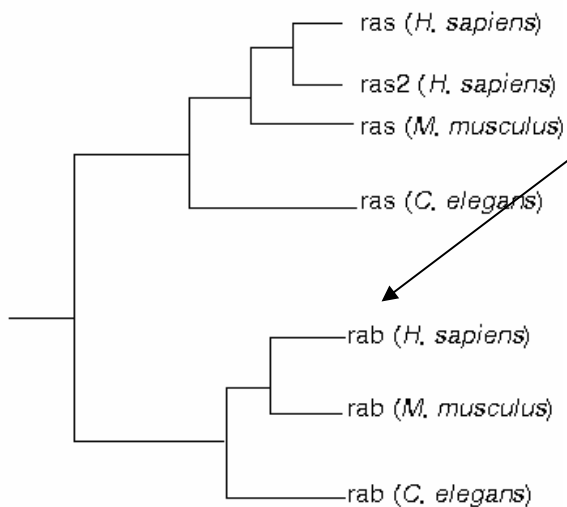 ras (H. sapiens)
ras2 (H. sapiens)
ras (M. musculus)
ras (C. elegans)
rab (H. sapiens)
rab (M. musculus)
rab (C. elegans)